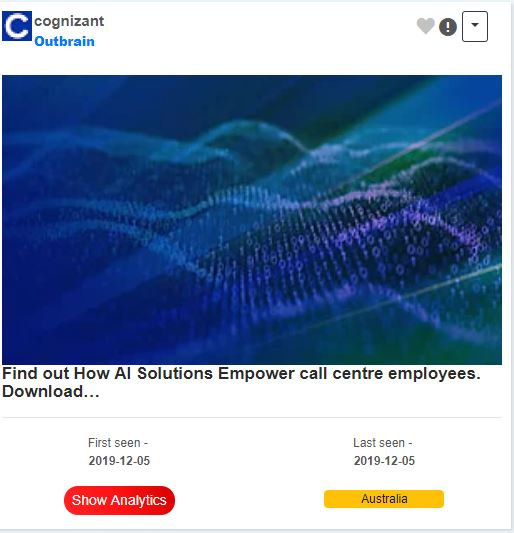 C cognizant
Outbrain
Find out How AI Solutions Empower call centre employees.
Download…
First seen -
2019-12-05
Last seen -
2019-12-05
Show Analytics
Australia